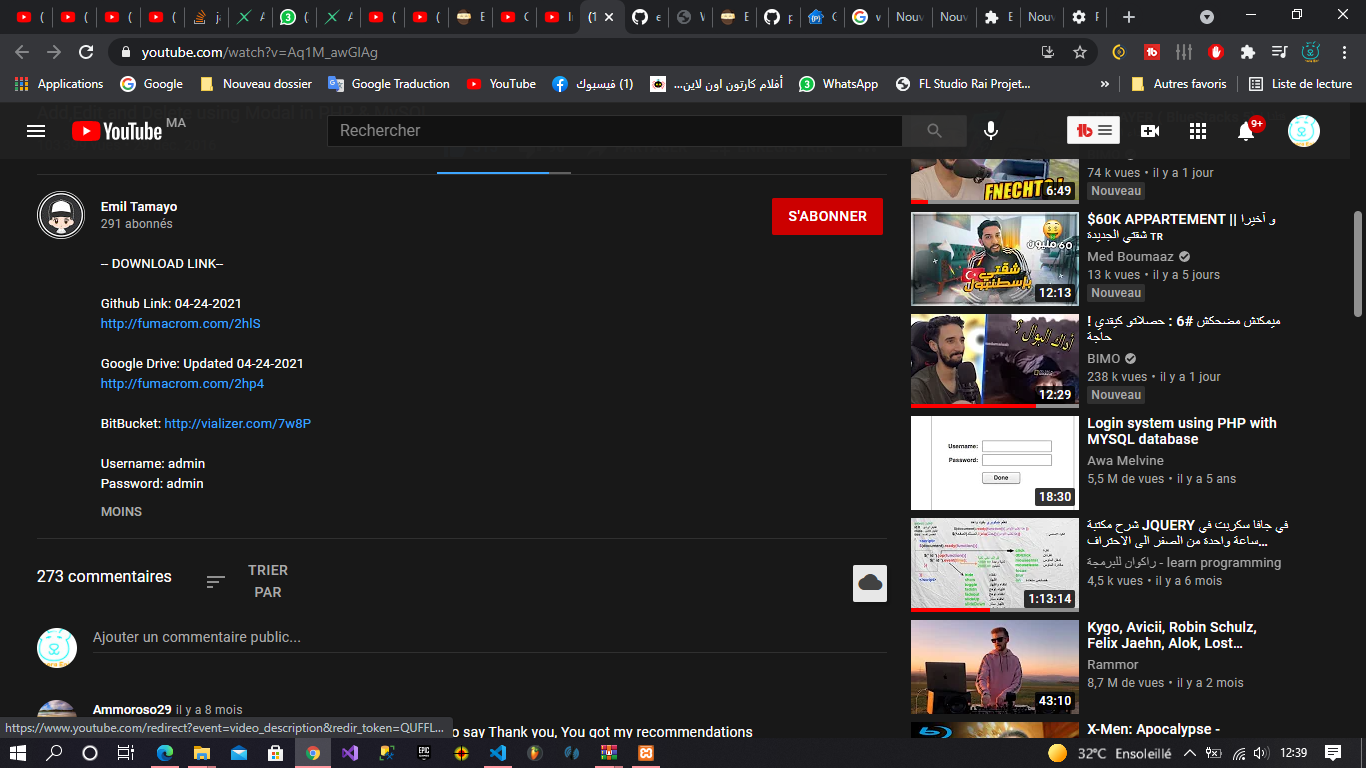 youtube.com/watch?v=Aq1M_awGlAg
Applications
Google
Nouveau dossier
Google Traduction
YouTube
(1) فيسبوك
أفلام كارتون اون لاين...
WhatsApp
FL Studio Rai Projet...
»
Autres favoris
Liste de lecture
YouTube MA
Rechercher
9+
Emil Tamayo
291 abonnés
S'ABONNER
-- DOWNLOAD LINK--
Github Link: 04-24-2021
http://fumacrom.com/2hlS
Google Drive: Updated 04-24-2021
http://fumacrom.com/2hp4
BitBucket: http://vializer.com/7w8P
Username: admin
Password: admin
MOINS
273 commentaires
TRIER
PAR
Ajouter un commentaire public...
Ammoroso29 il y a 8 mois
o say Thank you, You got my recommendations
https://www.youtube.com/redirect?event=video_description&redir_token=QUFFL...
FNECHT
6:49
74 k vues • il y a 1 jour
Nouveau
60 مليون
شقتي
بإسطنبول
12:13
$60K APPARTEMENT || و أخيرا
شقتي الجديدة TR
Med Boumaaz
13 k vues • il y a 5 jours
Nouveau
12:29
ميمكنش مضحكش #6 : حصلاتو كيقدي !
حاجة
BIMO
238 k vues • il y a 1 jour
Nouveau
Username:
Password:
Done
18:30
Login system using PHP with
MYSQL database
Awa Melvine
5,5 M de vues • il y a 5 ans
1:13:14
شرح مكتبة JQUERY في جافا سكربت في
ساعة واحدة من الصفر الى الاحتراف...
راكوان للبرمجة - learn programming
4,5 k vues • il y a 6 mois
43:10
Kygo, Avicii, Robin Schulz,
Felix Jaehn, Alok, Lost...
Rammor
8,7 M de vues • il y a 2 mois
X-Men: Apocalypse -
32°C Ensoleillé
12:39